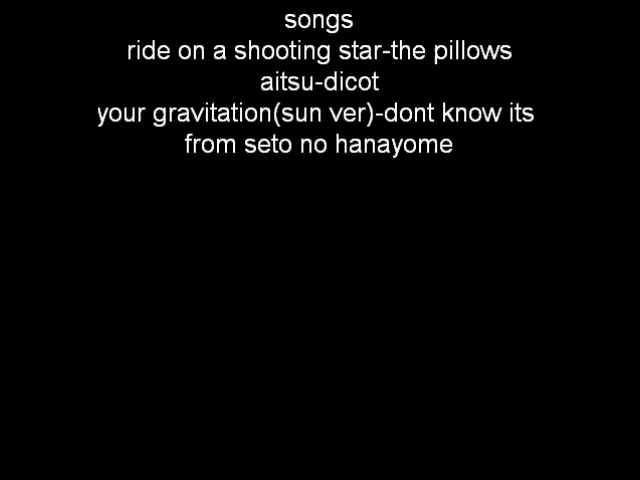 songs
ride on a shooting star-the pillows
aitsu-dicot
your gravitation(sun ver)-dont know its
from seto no hanayome